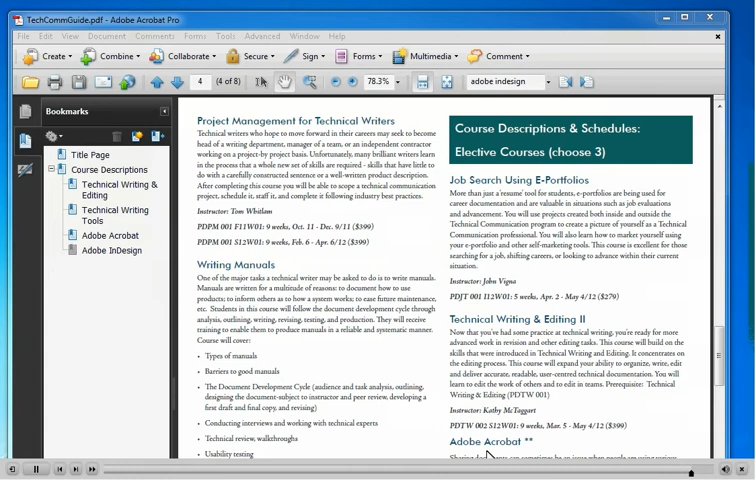 TechCommGuide.pdf - Adobe Acrobat Pro
File Edit View Document Comments Forms Tools Advanced Window Help
Create Combine Collaborate Secure Sign Forms Multimedia Comment
4 (4 of 8) 78.3% adobe indesign
Bookmarks
Title Page
Course Descriptions
Technical Writing &
Editing
Technical Writing
Tools
Adobe Acrobat
Adobe InDesign
Project Management for Technical Writers
Technical writers who hope to move forward in their careers may seek to become
head of a writing department, manager of a team, or an independent contractor
working on a project-by project basis. Unfortunately, many brilliant writers learn
in the process that a whole new set of skills are required - skills that have little to
do with a carefully constructed sentence or a well-written product description.
After completing this course you will be able to scope a technical communication
project, schedule it, staff it, and complete it following industry best practices.
Instructor: Tom Whitlam
PDPM 001 F11W01: 9 weeks, Oct. 11 - Dec. 9/11 ($399)
PDPM 001 S12W01: 9 weeks, Feb. 6 - Apr. 6/12 ($399)
Writing Manuals
One of the major tasks a technical writer may be asked to do is to write manuals.
Manuals are written for a multitude of reasons: to document how to use
products; to inform others as to how a system works; to ease future maintenance,
etc. Students in this course will follow the document development cycle through
analysis, outlining, writing, revising, testing, and production. They will receive
training to enable them to produce manuals in a reliable and systematic manner.
Course will cover:
• Types of manuals
• Barriers to good manuals
• The Document Development Cycle (audience and task analysis, outlining,
designing the document-subject to instructor and peer review, developing a
first draft and final copy, and revising)
• Conducting interviews and working with technical experts
• Technical review, walkthroughs
• Usability testing
Course Descriptions & Schedules:
Elective Courses (choose 3)
Job Search Using E-Portfolios
More than just a resume' tool for students, e-portfolios are being used for
career documentation and are valuable in situations such as job evaluations
and advancement. You will use projects created both inside and outside the
Technical Communication program to create a picture of yourself as a Technical
Communication professional. You will also learn how to market yourself using
your e-portfolio and other self-marketing tools. This course is excellent for those
searching for a job, shifting careers, or looking to advance within their current
situation.
Instructor: John Vigna
PDJT 001 I12W01: 5 weeks, Apr. 2 - May 4/12 ($279)
Technical Writing & Editing II
Now that you've had some practice at technical writing, you're ready for more
advanced work in revision and other editing tasks. This course will build on the
skills that were introduced in Technical Writing and Editing. It concentrates on
the editing process. This course will expand your ability to organize, write, edit
and deliver accurate, readable, user-centred technical documentation. You will
learn to edit the work of others and to edit in teams. Prerequisite: Technical
Writing & Editing (PDTW 001)
Instructor: Kathy McTaggart
PDTW 002 S12W01: 9 weeks, Mar. 5 - May 4/12 ($399)
Adobe Acrobat **
Sharing documents can sometimes be an issue when people are using various